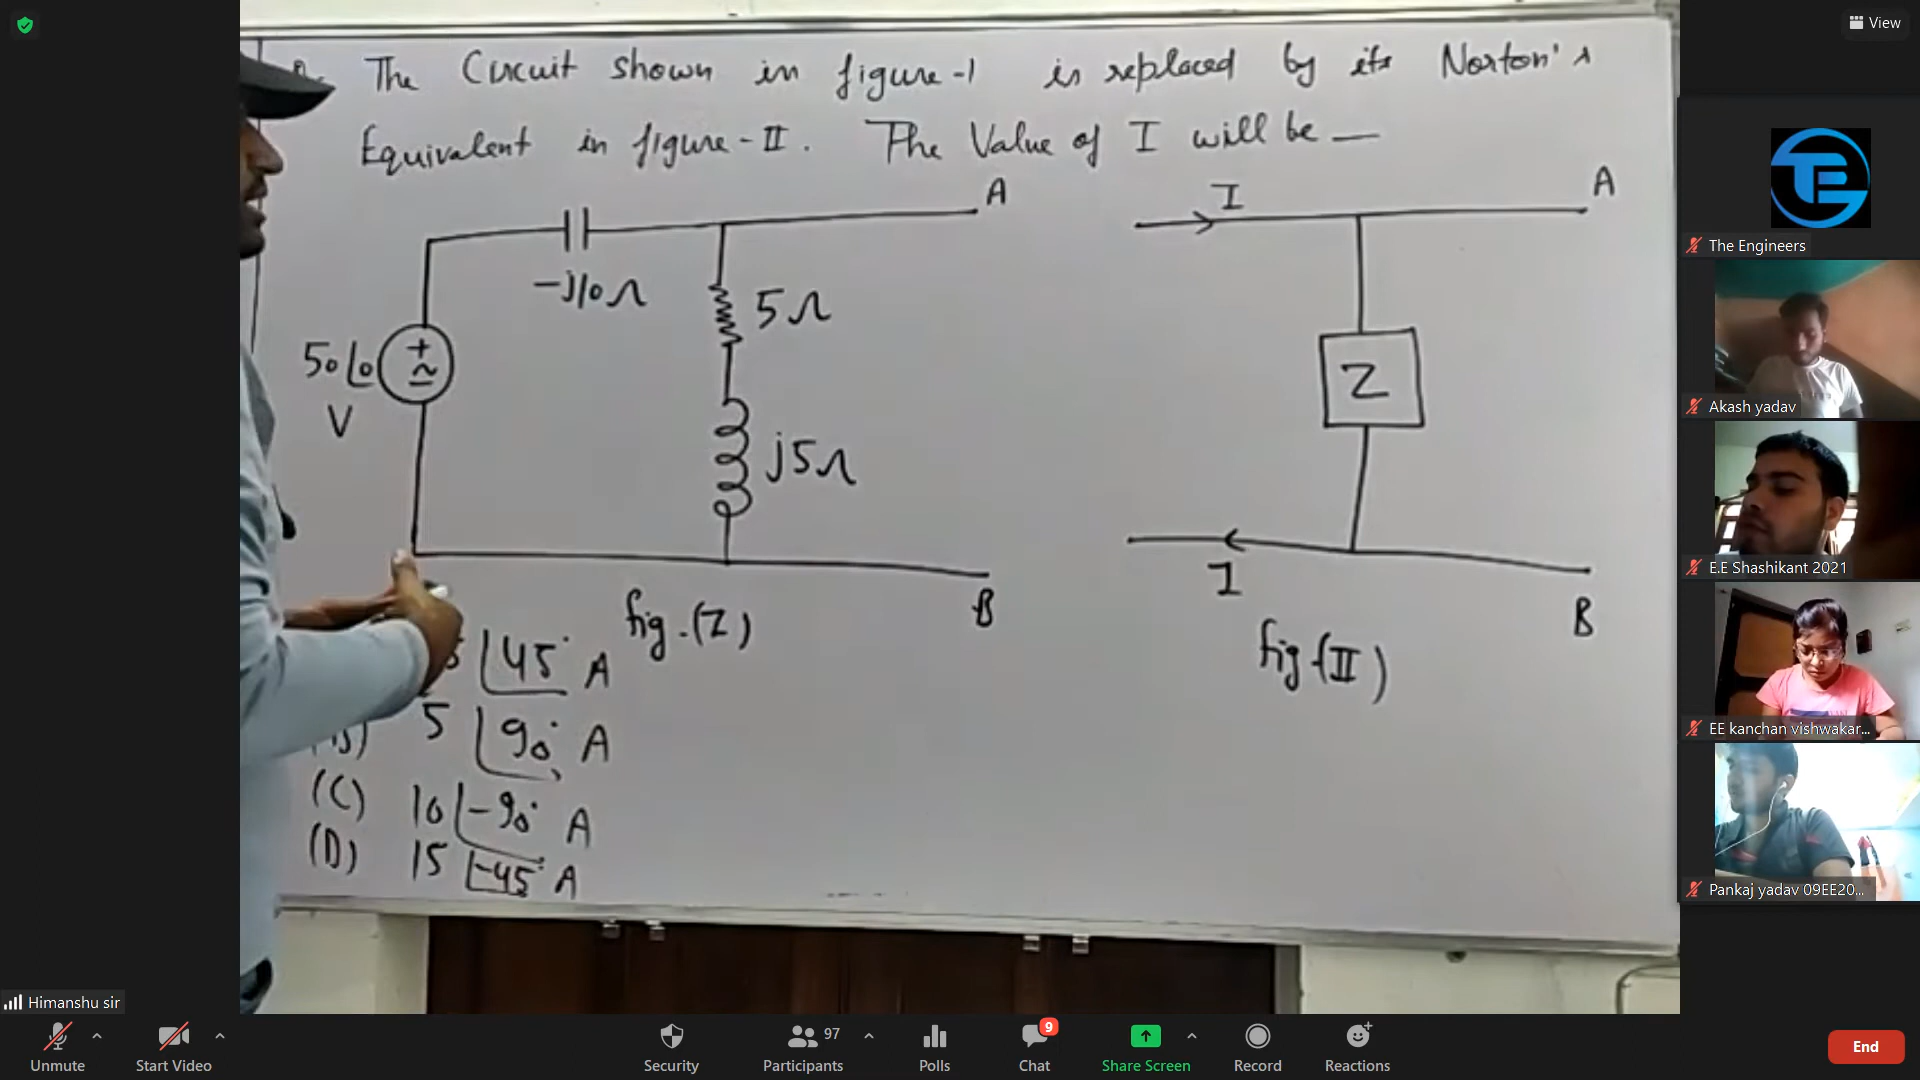 View
The Circuit shown in figure-1 is replaced by its Norton's
Equivalent in figure-II. The Value of I will be —
A
-j10Ω
5Ω
50∠0
V
j5Ω
B
fig.(I)
I
A
Z
I
B
fig.(II)
∠45° A
5 ∠90° A
(C) 10 ∠-90° A
(D) 15 ∠-45° A
TE
The Engineers
Akash yadav
E.E Shashikant 2021
EE kanchan vishwakar...
Pankaj yadav 09EE20...
Himanshu sir
Unmute
Start Video
Security
Participants 97
Polls
Chat 9
Share Screen
Record
Reactions
End